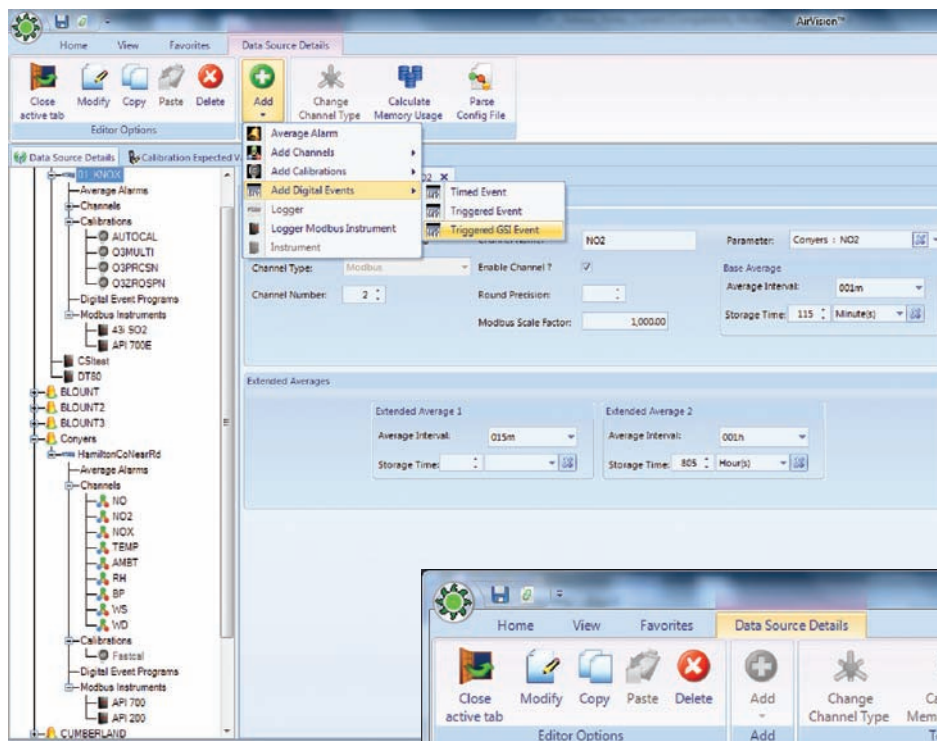 AirVision™
Home View Favorites Data Source Details
Close active tab Modify Copy Paste Delete Add Change Channel Type Calculate Memory Usage Parse Config File
Editor Options
Average Alarm
Add Channels
Add Calibrations
Add Digital Events
Logger
Logger Modbus Instrument
Instrument
Timed Event
Triggered Event
Triggered GSI Event
Data Source Details Calibration Expected
01_KNOX
Average Alarms
Channels
Calibrations
AUTOCAL
O3MULTI
O3PRCSN
O3ZROSPN
Digital Event Programs
Modbus Instruments
43i SO2
API 700E
CSItest
DT80
BLOUNT
BLOUNT2
BLOUNT3
Conyers
HamiltonCoNearRd
Average Alarms
Channels
NO
NO2
NOX
TEMP
AMBT
RH
BP
WS
WD
Calibrations
Fastcal
Digital Event Programs
Modbus Instruments
API 700
API 200
CUMBERLAND
NO2 Parameter: Conyers : NO2
Channel Type: Modbus Enable Channel ? Base Average
Average Interval: 001m
Channel Number: 2 Round Precision:
Storage Time: 115 Minute(s)
Modbus Scale Factor: 1,000.00
Extended Averages
Extended Average 1 Extended Average 2
Average Interval: 015m Average Interval: 001h
Storage Time: Storage Time: 805 Hour(s)
Home View Favorites Data Source Details
Close active tab Modify Copy Paste Delete Add Change Channel Type
Editor Options Add